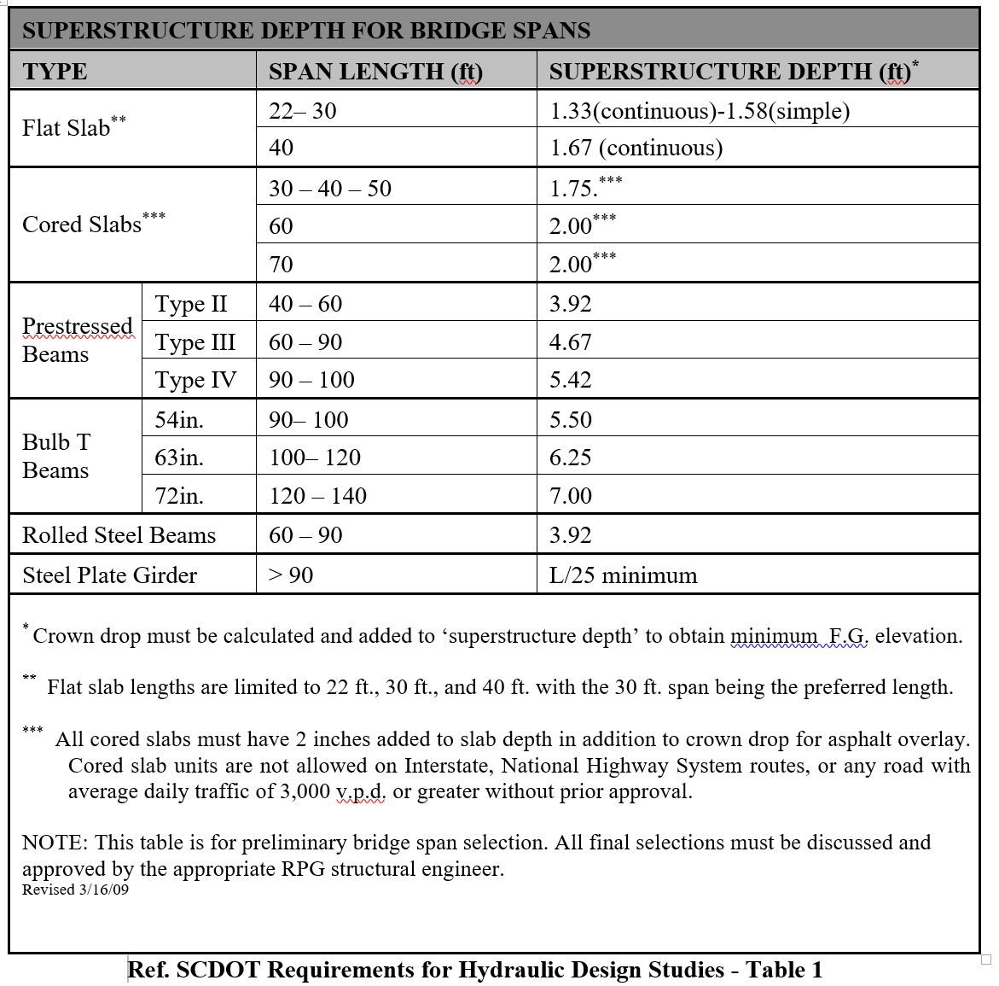 SUPERSTRUCTURE DEPTH FOR BRIDGE SPANS
TYPE SPAN LENGTH (ft) SUPERSTRUCTURE DEPTH (ft)*
Flat Slab**
22– 30 1.33(continuous)-1.58(simple)
40 1.67 (continuous)
Cored Slabs***
30 – 40 – 50 1.75.***
60 2.00***
70 2.00***
Prestressed
Beams
Type II 40 – 60 3.92
Type III 60 – 90 4.67
Type IV 90 – 100 5.42
Bulb T
Beams
54in. 90– 100 5.50
63in. 100– 120 6.25
72in. 120 – 140 7.00
Rolled Steel Beams 60 – 90 3.92
Steel Plate Girder > 90 L/25 minimum
* Crown drop must be calculated and added to ‘superstructure depth’ to obtain minimum F.G. elevation.
** Flat slab lengths are limited to 22 ft., 30 ft., and 40 ft. with the 30 ft. span being the preferred length.
*** All cored slabs must have 2 inches added to slab depth in addition to crown drop for asphalt overlay.
Cored slab units are not allowed on Interstate, National Highway System routes, or any road with
average daily traffic of 3,000 v.p.d. or greater without prior approval.
NOTE: This table is for preliminary bridge span selection. All final selections must be discussed and
approved by the appropriate RPG structural engineer.
Revised 3/16/09
Ref. SCDOT Requirements for Hydraulic Design Studies - Table 1